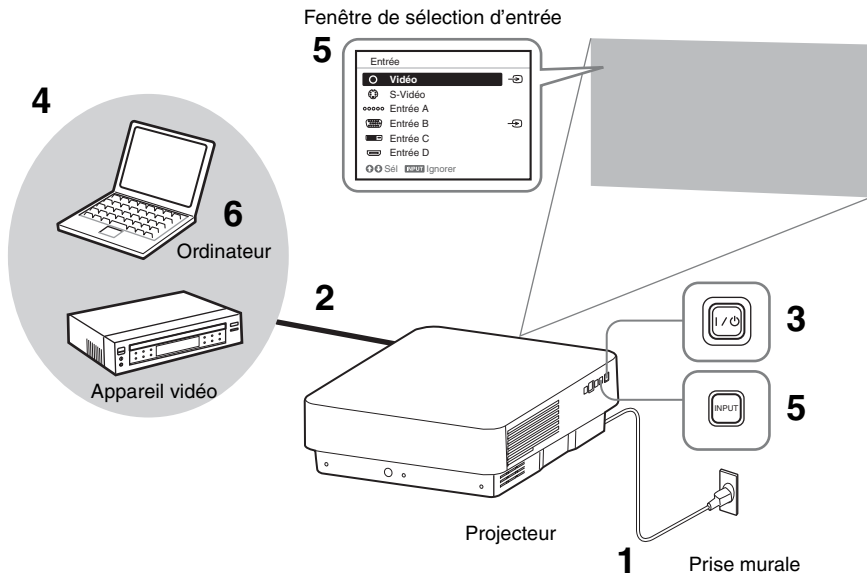 Fenêtre de sélection d'entrée
5
Entrée
Vidéo
S-Vidéo
Entrée A
Entrée B
Entrée C
Entrée D
Sél INPUT Ignorer
4
6
Ordinateur
Appareil vidéo
2
I / ⏻
3
INPUT
5
Projecteur
1
Prise murale